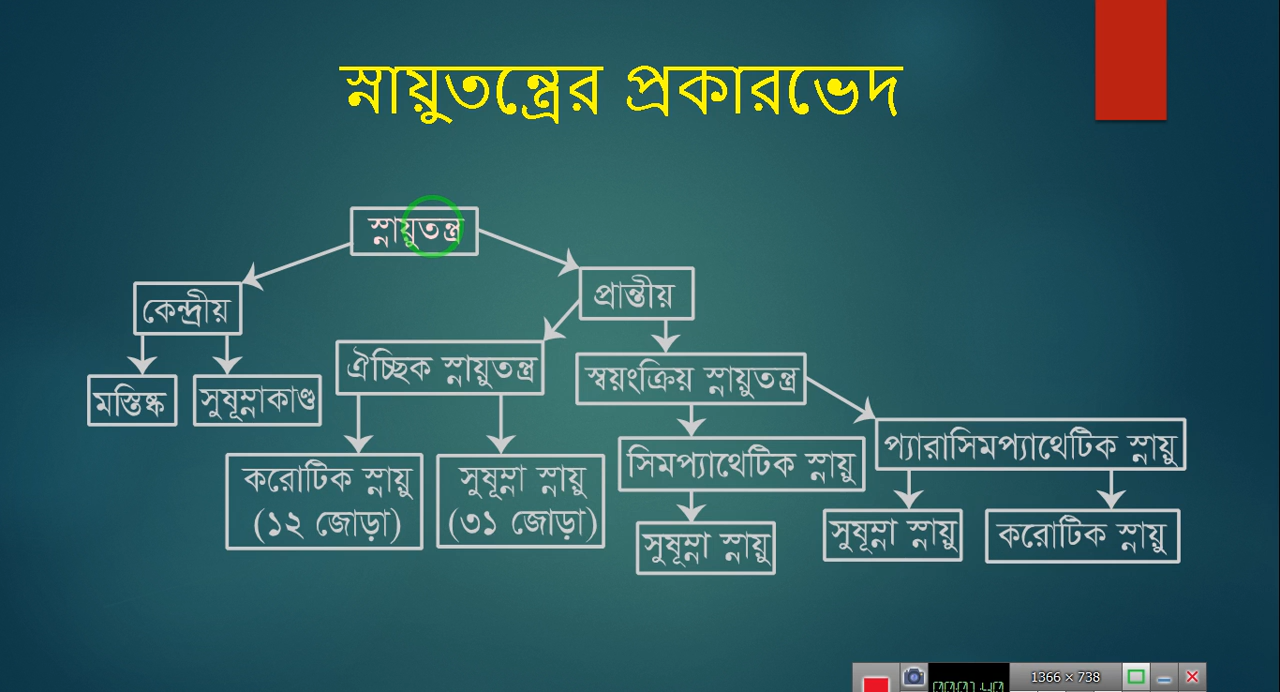 স্নায়ুতন্ত্রের প্রকারভেদ
স্নায়ুতন্ত্র
কেন্দ্রীয়
প্রান্তীয়
মস্তিষ্ক
সুষূম্নাকাণ্ড
ঐচ্ছিক স্নায়ুতন্ত্র
স্বয়ংক্রিয় স্নায়ুতন্ত্র
করোটিক স্নায়ু
(১২ জোড়া)
সুষূম্না স্নায়ু
(৩১ জোড়া)
সিমপ্যাথেটিক স্নায়ু
প্যারাসিমপ্যাথেটিক স্নায়ু
সুষূম্না স্নায়ু
সুষূম্না স্নায়ু
করোটিক স্নায়ু
1366 × 738